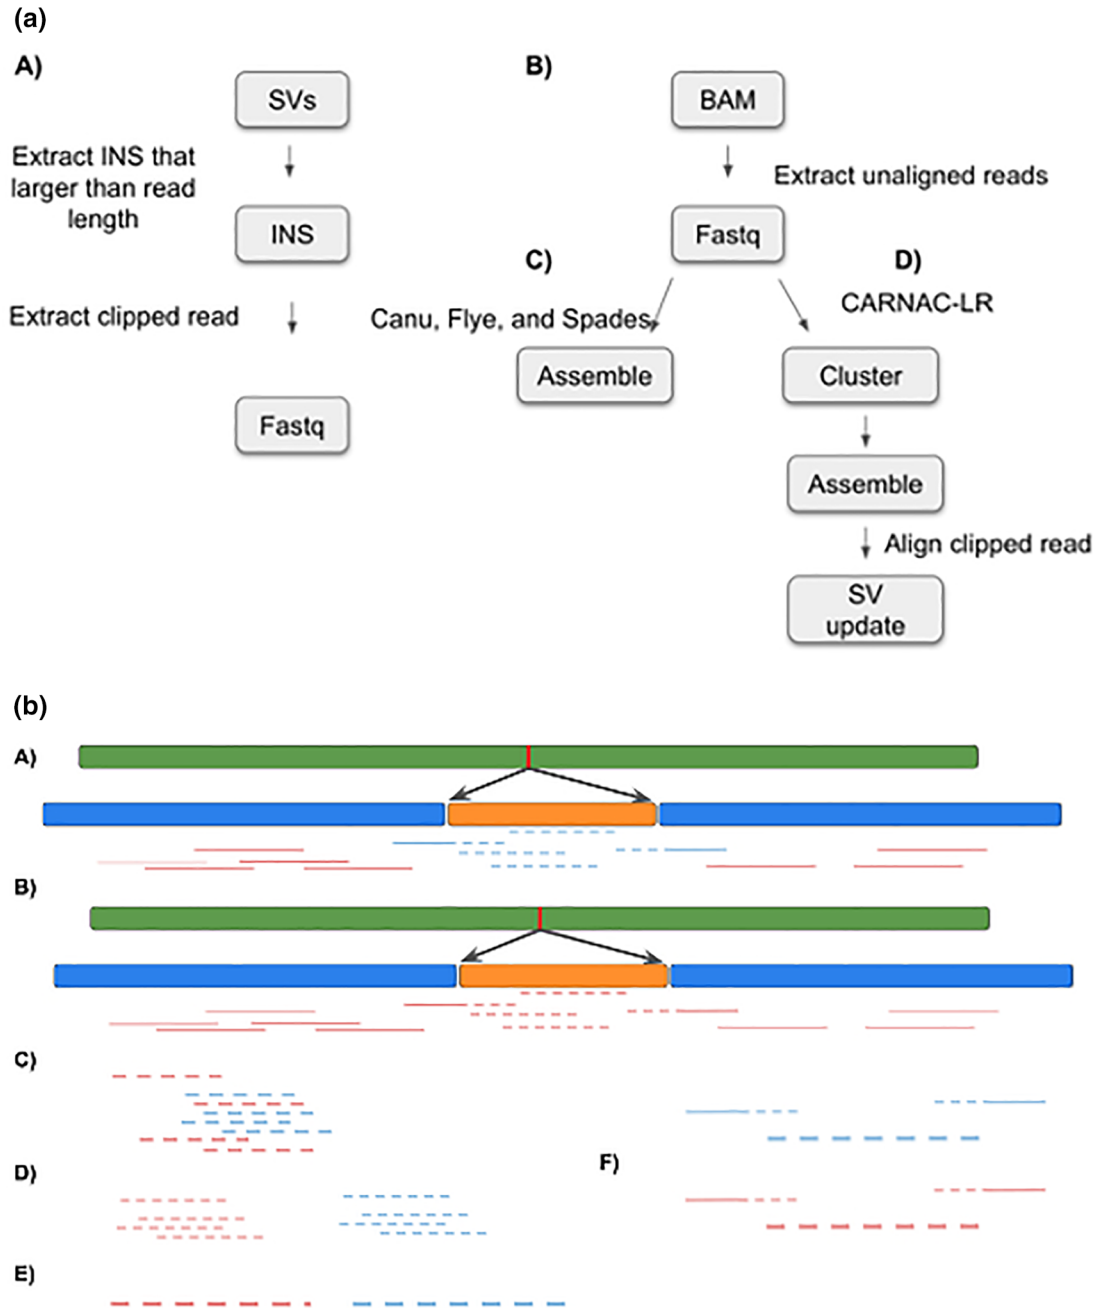 (a)
A)
B)
SVs
BAM
Extract INS that
larger than read
length
Extract unaligned reads
INS
Fastq
C)
D)
Extract clipped read
Canu, Flye, and Spades
CARNAC-LR
Assemble
Cluster
Fastq
Assemble
Align clipped read
SV
update
(b)
A)
B)
C)
D)
F)
E)